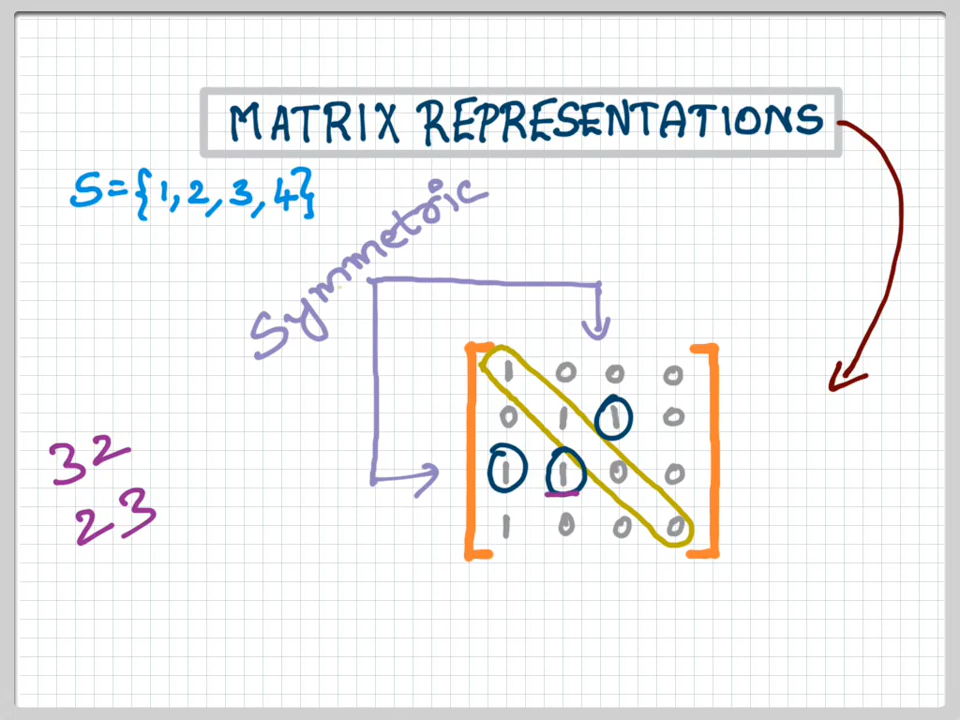 MATRIX REPRESENTATIONS
S={1,2,3,4}
Symmetric
1 0 0 0
0 1 1 0
1 1 0 0
1 0 0 0
32
23